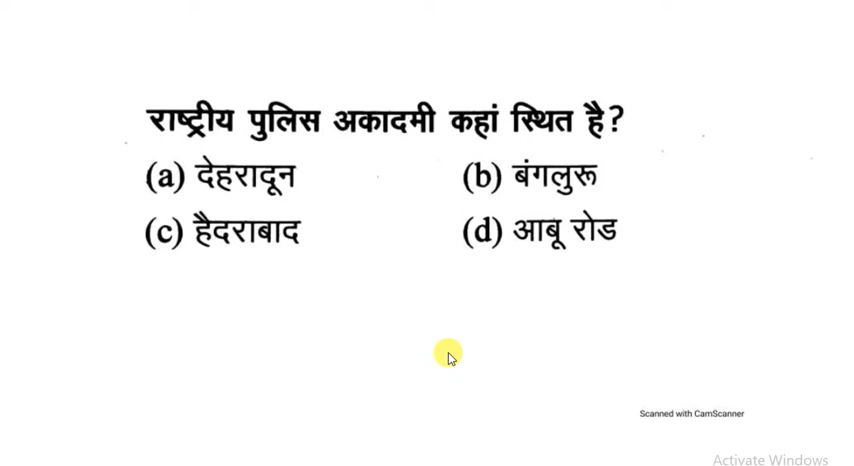 राष्ट्रीय पुलिस अकादमी कहां स्थित है?
(a) देहरादून (b) बंगलुरू
(c) हैदराबाद (d) आबू रोड
Scanned with CamScanner
Activate Windows